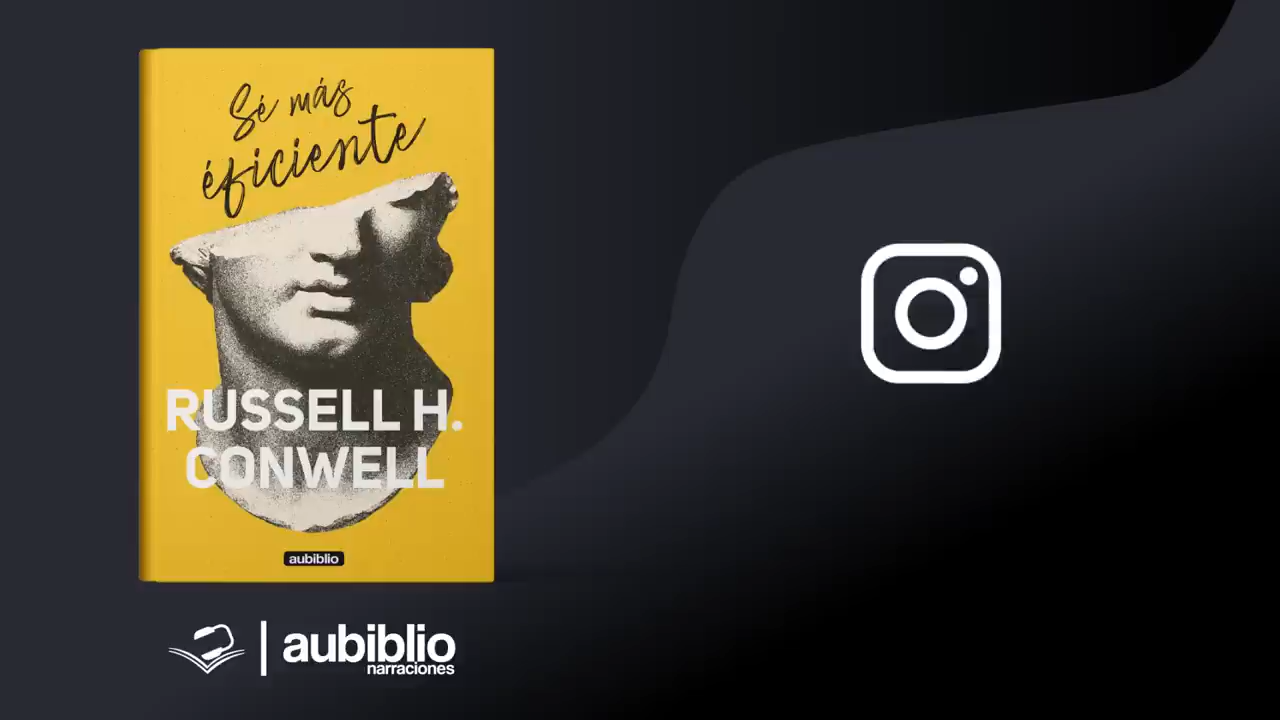 Sé más
éficiente
RUSSELL H.
CONWELL
aubiblio
aubiblio
narraciones